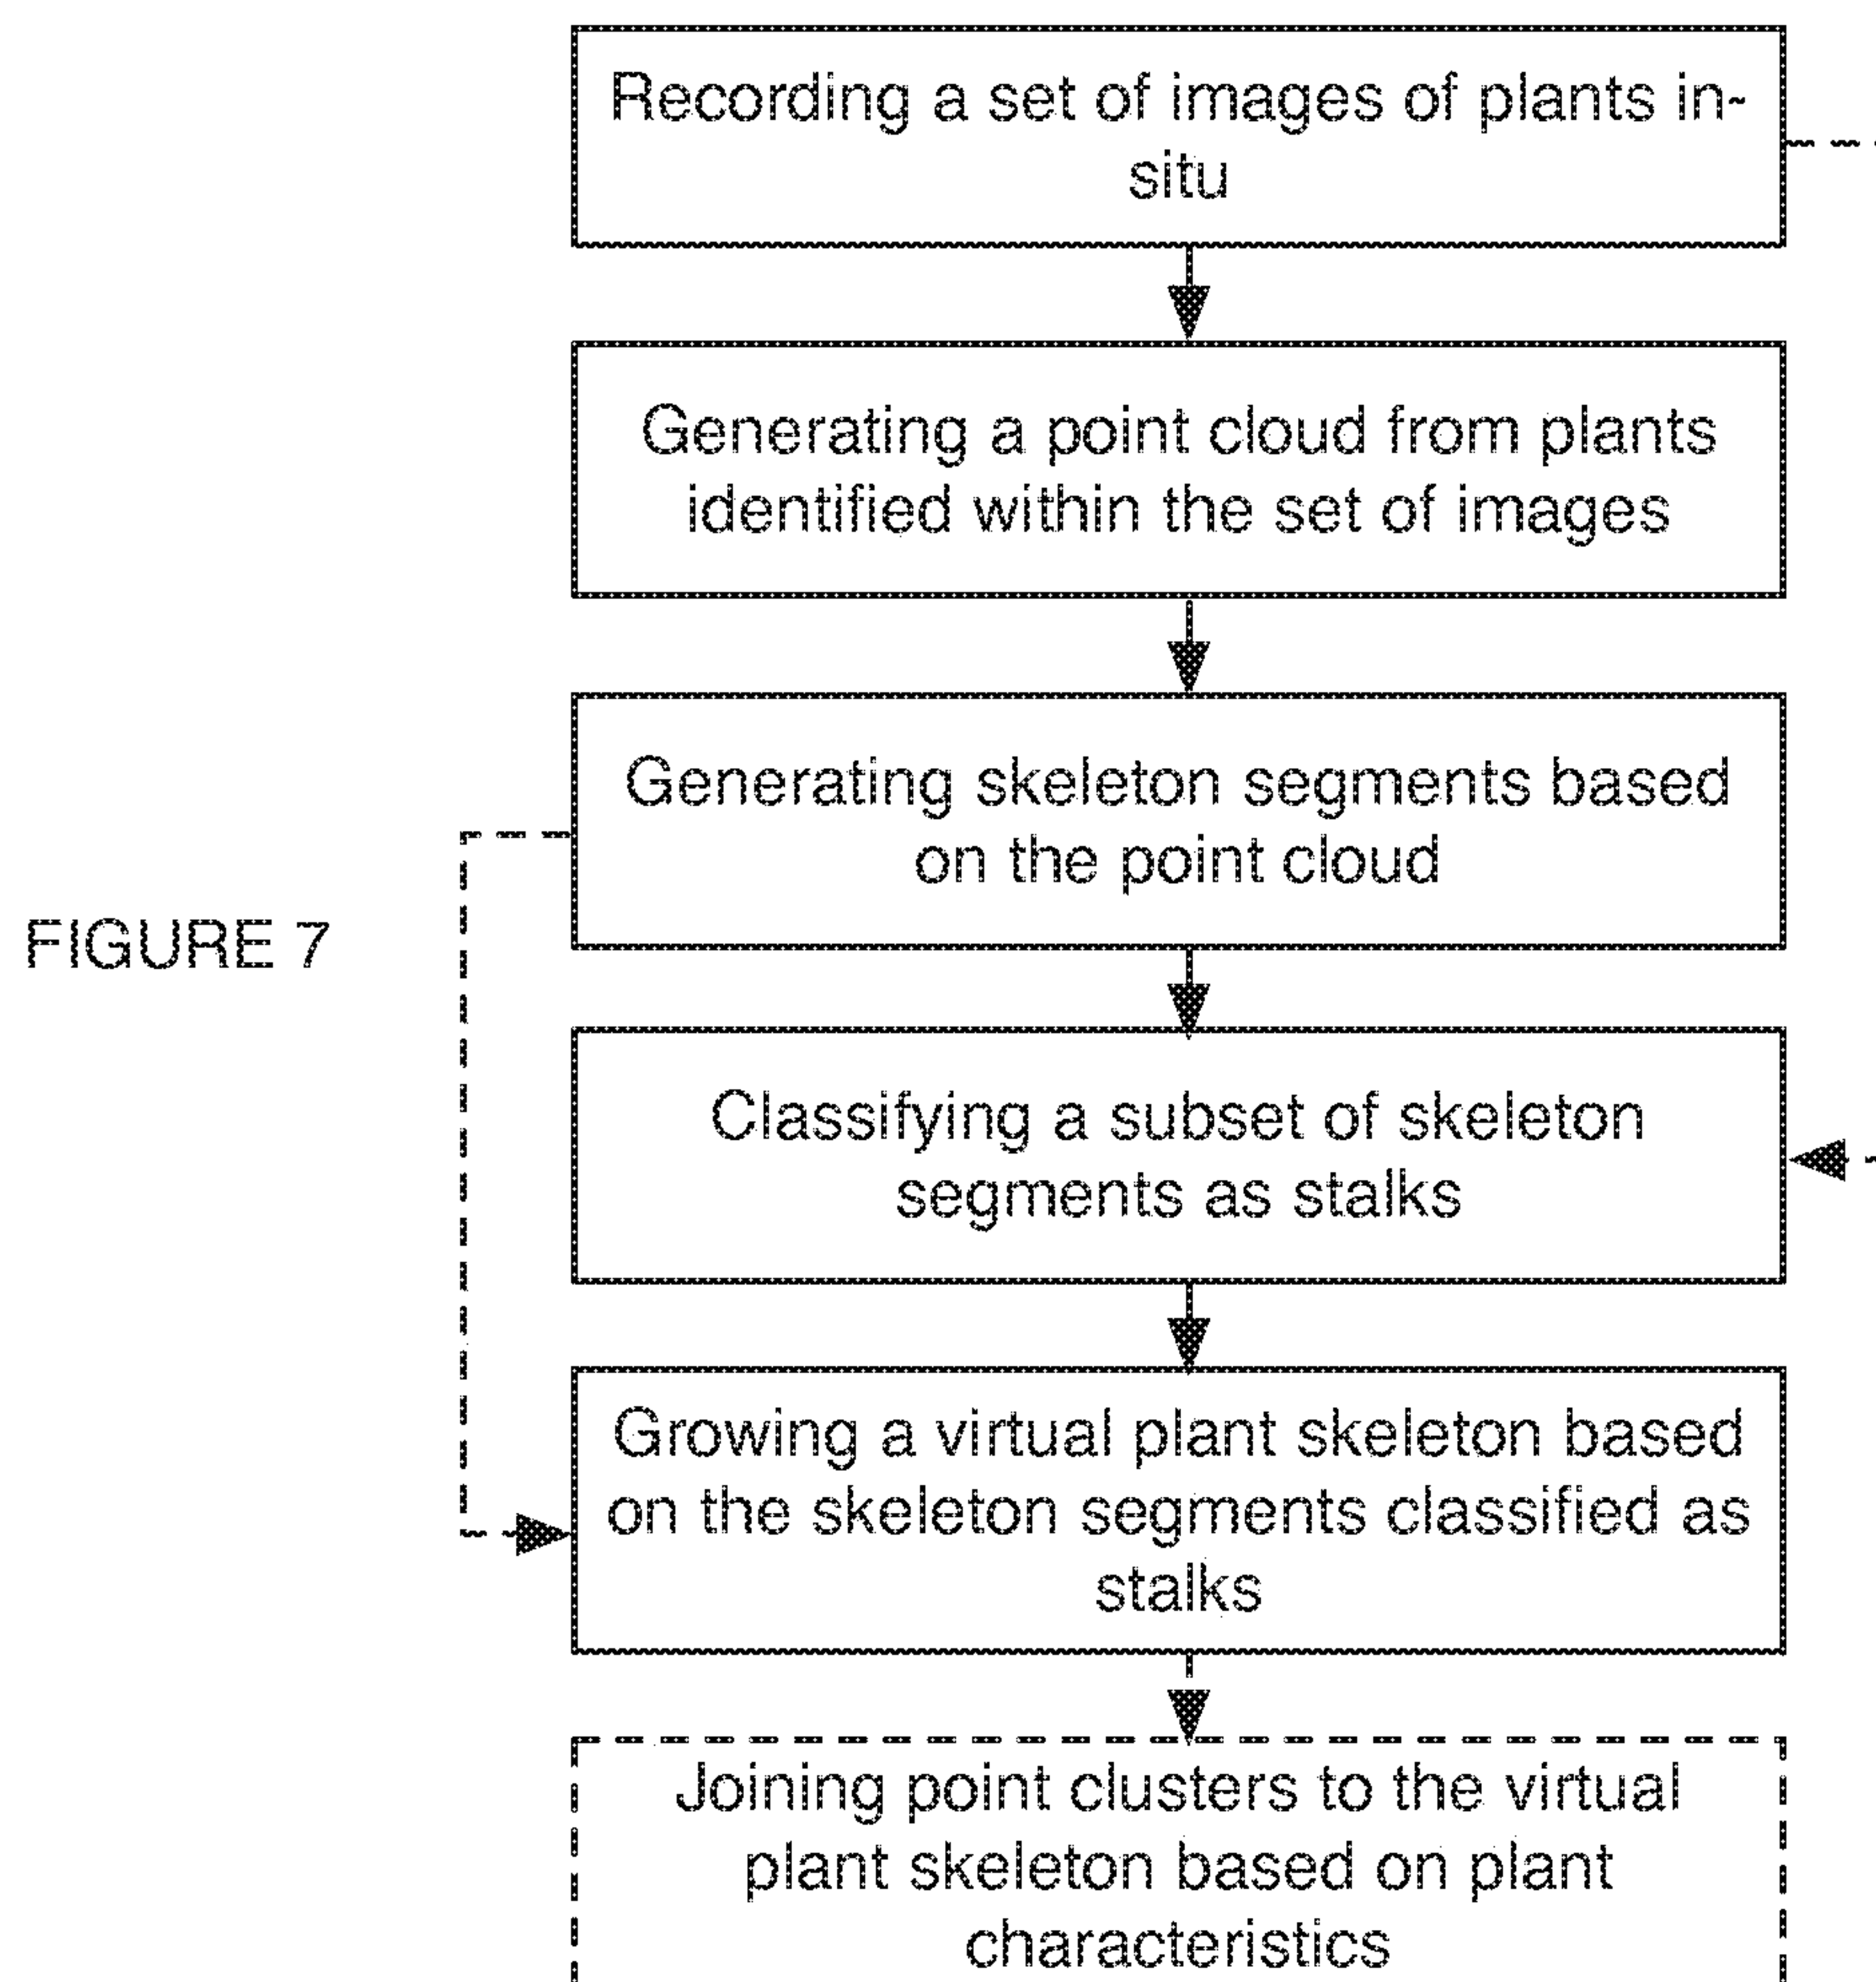 Recording a set of images of plants in-
situ
Generating a point cloud from plants
identified within the set of images
Generating skeleton segments based
on the point cloud
FIGURE 7
Classifying a subset of skeleton
segments as stalks
Growing a virtual plant skeleton based
on the skeleton segments classified as
stalks
Joining point clusters to the virtual
plant skeleton based on plant
characteristics